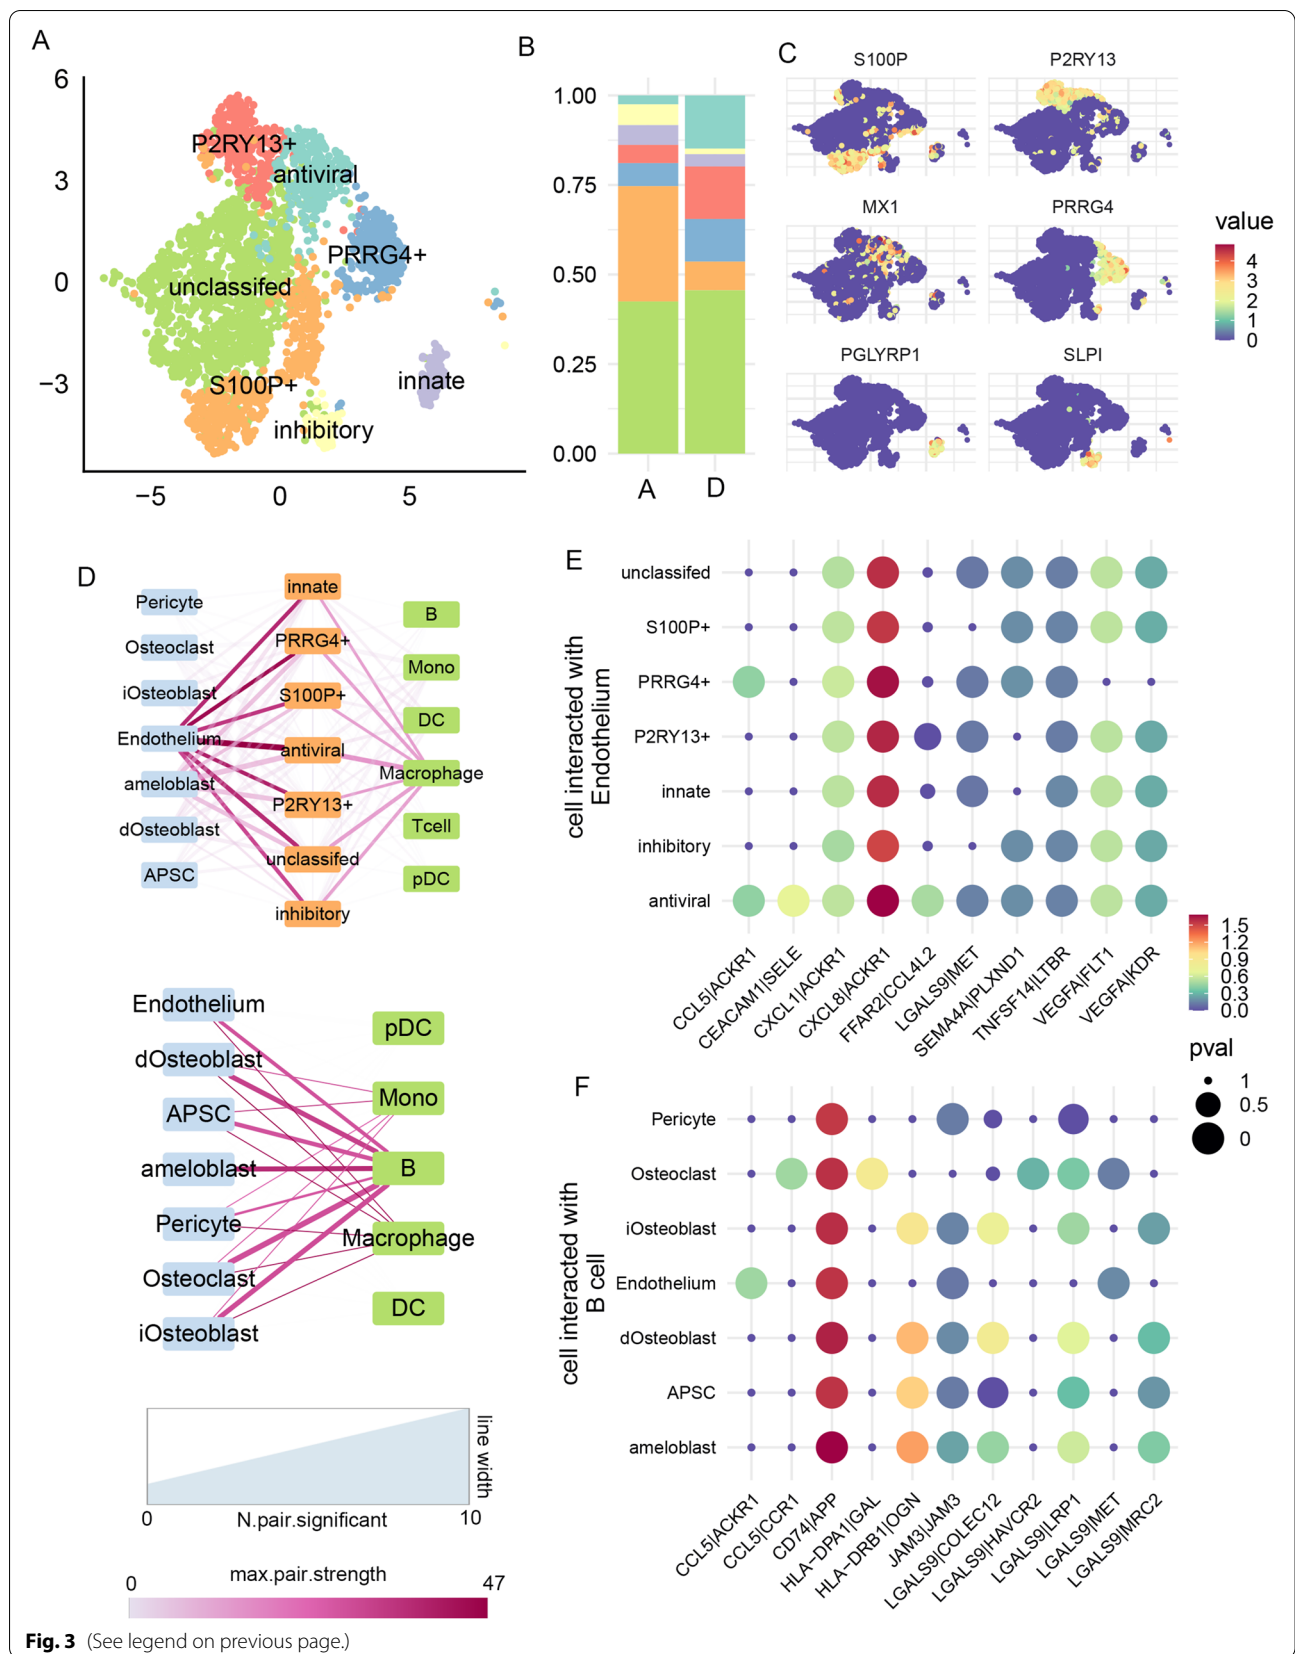 A
6
3
0
−3
−5
0
5
P2RY13+
antiviral
PRRG4+
unclassifed
S100P+
innate
inhibitory
B
1.00
0.75
0.50
0.25
0.00
A
D
C
S100P
P2RY13
MX1
PRRG4
PGLYRP1
SLPI
value
4
3
2
1
0
D
Pericyte
Osteoclast
iOsteoblast
Endothelium
ameloblast
dOsteoblast
APSC
innate
PRRG4+
S100P+
antiviral
P2RY13+
unclassifed
inhibitory
B
Mono
DC
Macrophage
Tcell
pDC
Endothelium
dOsteoblast
APSC
ameloblast
Pericyte
Osteoclast
iOsteoblast
pDC
Mono
B
Macrophage
DC
line width
0
10
N.pair.significant
max.pair.strength
0
47
E
cell interacted with
Endothelium
unclassifed
S100P+
PRRG4+
P2RY13+
innate
inhibitory
antiviral
CCL5|ACKR1
CEACAM1|SELE
CXCL1|ACKR1
CXCL8|ACKR1
FFAR2|CCL4L2
LGALS9|MET
SEMA4A|PLXND1
TNFSF14|LTBR
VEGFA|FLT1
VEGFA|KDR
1.5
1.2
0.9
0.6
0.3
0.0
pval
1
0.5
0
F
cell interacted with
B cell
Pericyte
Osteoclast
iOsteoblast
Endothelium
dOsteoblast
APSC
ameloblast
CCL5|ACKR1
CCL5|CCR1
CD74|APP
HLA−DPA1|GAL
HLA−DRB1|OGN
JAM3|JAM3
LGALS9|COLEC12
LGALS9|HAVCR2
LGALS9|LRP1
LGALS9|MET
LGALS9|MRC2
Fig. 3 (See legend on previous page.)